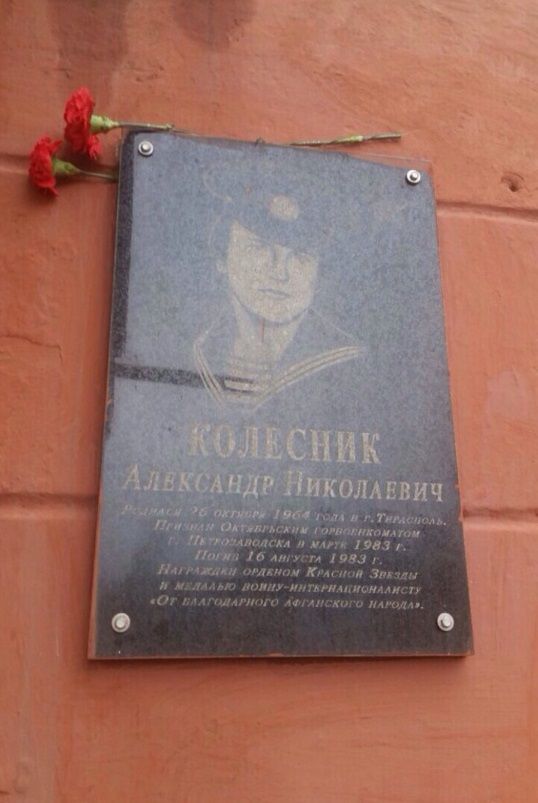 КОЛЕСНИК
АЛЕКСАНДР НИКОЛАЕВИЧ
РОДИЛСЯ 26 ОКТЯБРЯ 1964 ГОДА В Г. ТИРАСПОЛЬ.
ПРИЗВАН ОКТЯБРЬСКИМ ГОРВОЕНКОМАТОМ
Г. ПЕТРОЗАВОДСКА В МАРТЕ 1983 Г.
ПОГИБ 16 АВГУСТА 1983 Г.
НАГРАЖДЕН ОРДЕНОМ КРАСНОЙ ЗВЕЗДЫ
И МЕДАЛЬЮ ВОИНУ-ИНТЕРНАЦИОНАЛИСТУ
«ОТ БЛАГОДАРНОГО АФГАНСКОГО НАРОДА».